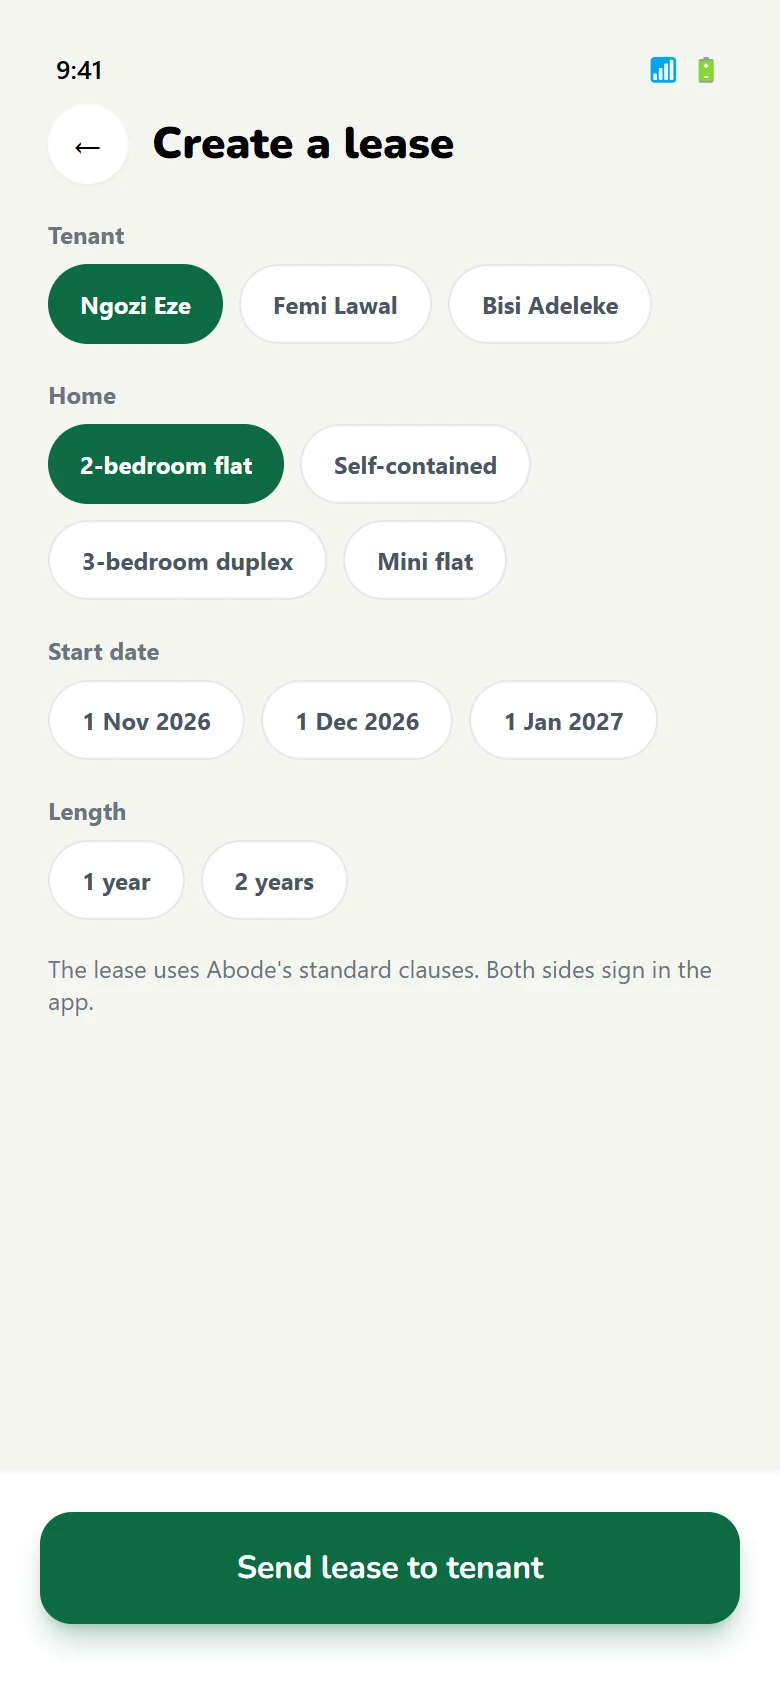 9:41
← Create a lease
Tenant
Ngozi Eze Femi Lawal Bisi Adeleke
Home
2-bedroom flat Self-contained
3-bedroom duplex Mini flat
Start date
1 Nov 2026 1 Dec 2026 1 Jan 2027
Length
1 year 2 years
The lease uses Abode's standard clauses. Both sides sign in the
app.
Send lease to tenant